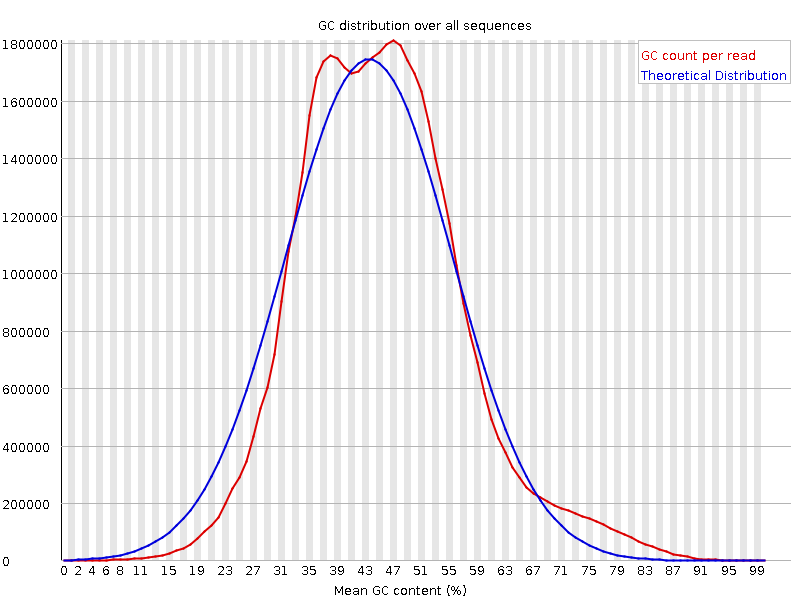 GC distribution over all sequences
GC count per read
Theoretical Distribution
1800000
1600000
1400000
1200000
1000000
800000
600000
400000
200000
0
0 2 4 6 8 11 15 19 23 27 31 35 39 43 47 51 55 59 63 67 71 75 79 83 87 91 95 99
Mean GC content (%)